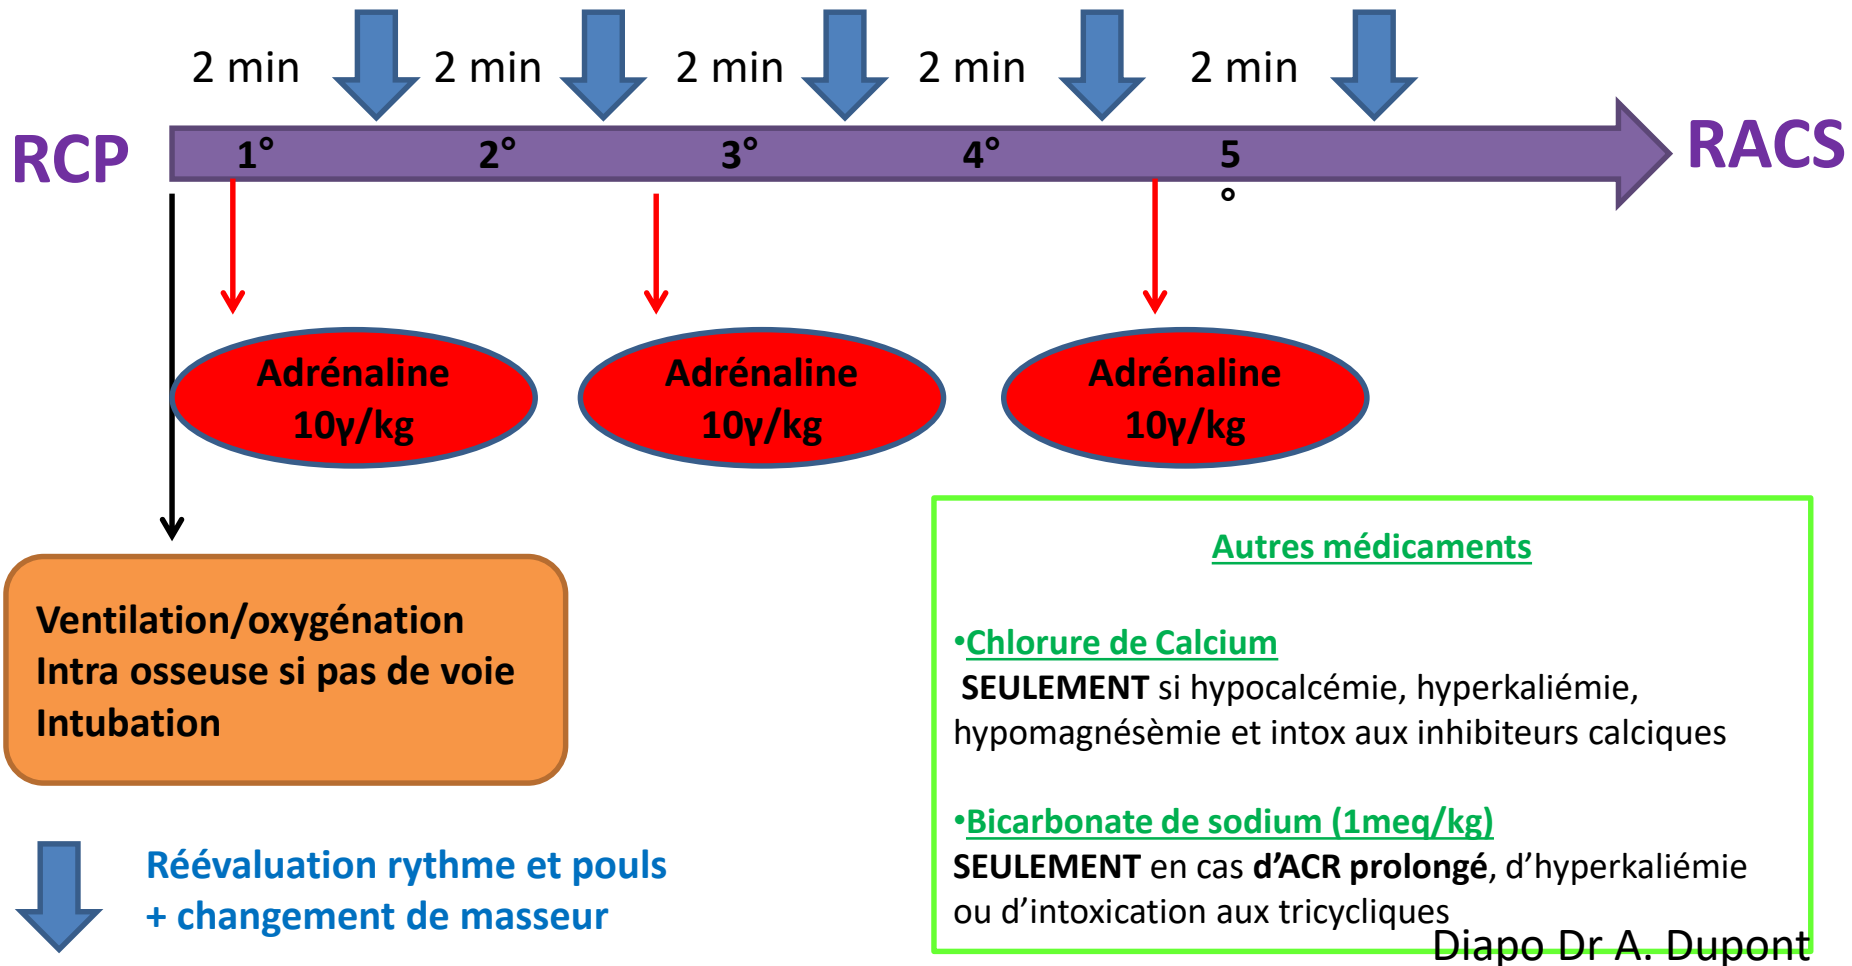 2 min 2 min 2 min 2 min 2 min
RCP
1° 2° 3° 4° 5
°
RACS
Adrénaline
10γ/kg
Adrénaline
10γ/kg
Adrénaline
10γ/kg
Ventilation/oxygénation
Intra osseuse si pas de voie
Intubation
Réévaluation rythme et pouls
+ changement de masseur
Autres médicaments
•Chlorure de Calcium
SEULEMENT si hypocalcémie, hyperkaliémie,
hypomagnésèmie et intox aux inhibiteurs calciques
•Bicarbonate de sodium (1meq/kg)
SEULEMENT en cas d’ACR prolongé, d’hyperkaliémie
ou d’intoxication aux tricycliques
Diapo Dr A. Dupont